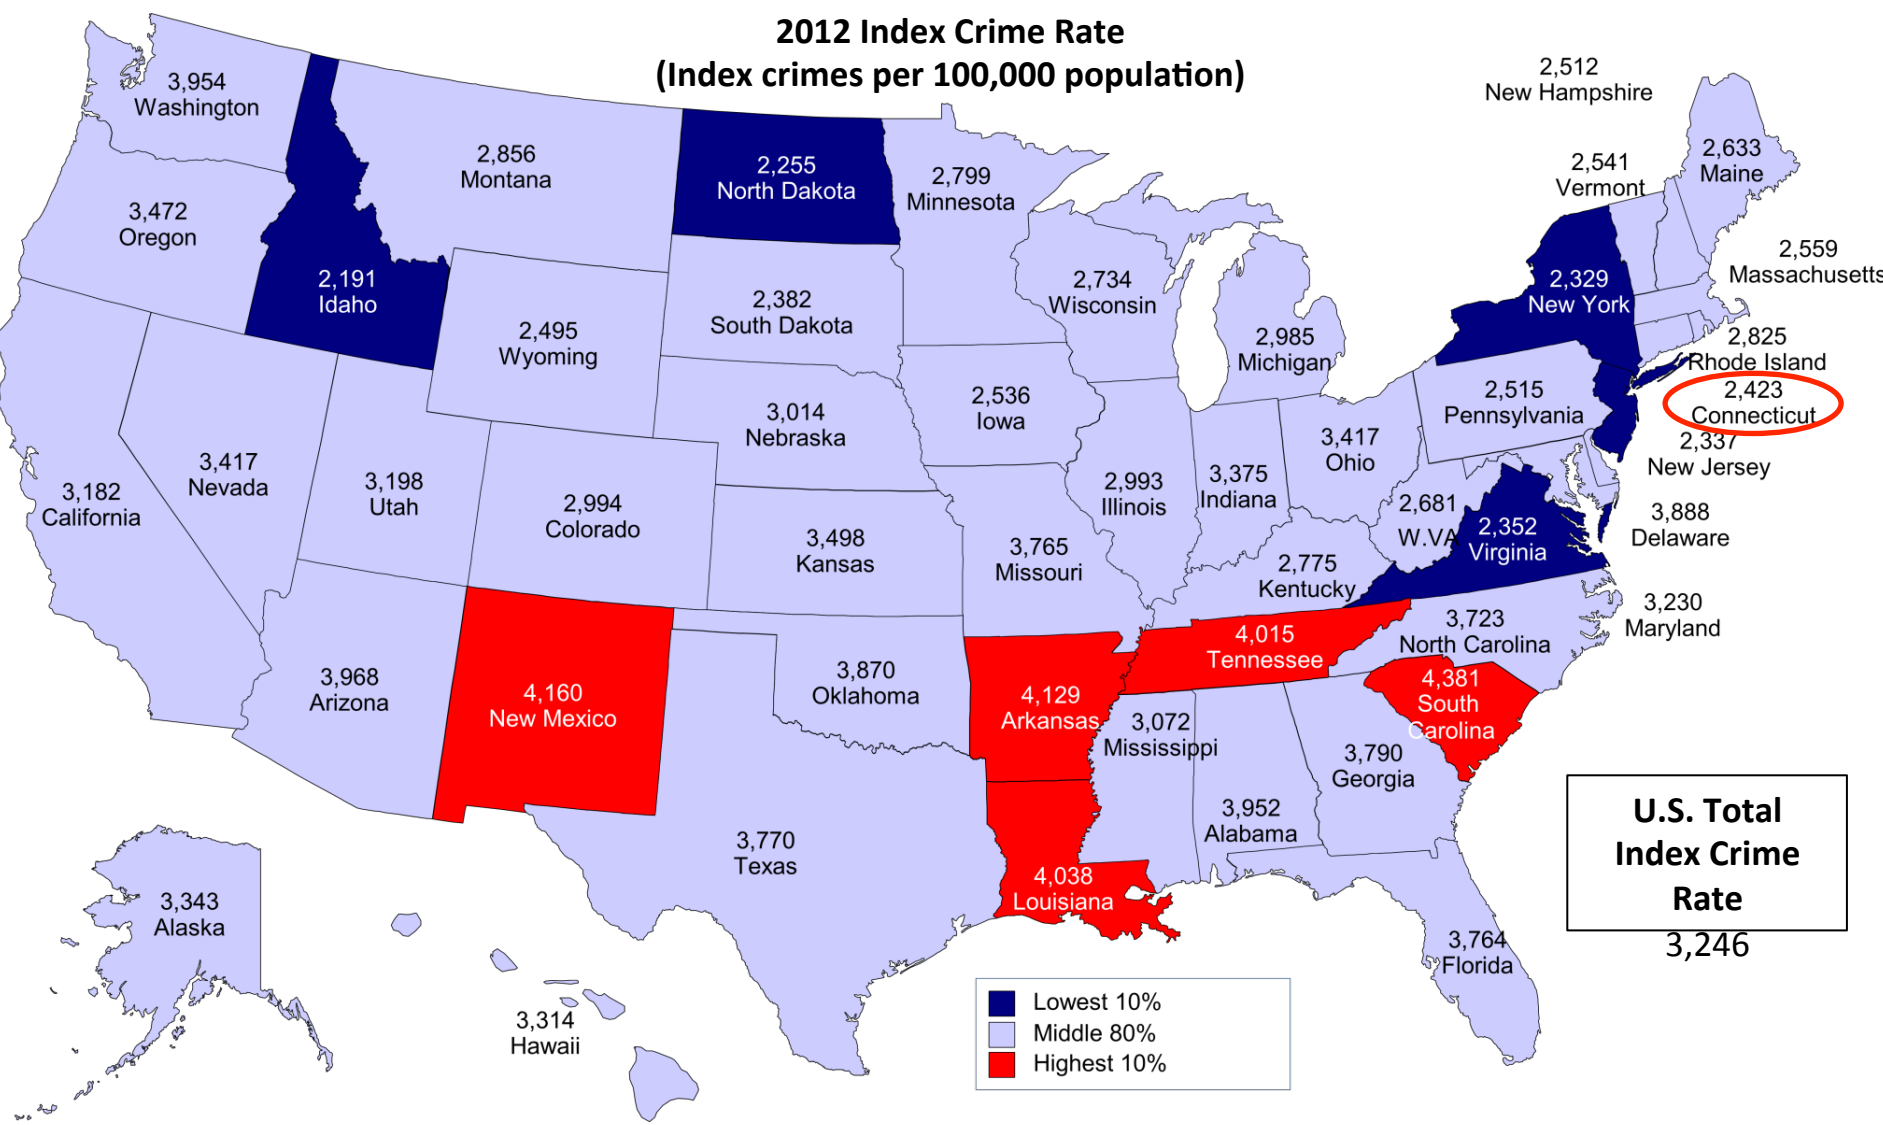 2012 Index Crime Rate
(Index crimes per 100,000 population)
3,954
Washington
3,472
Oregon
2,191
Idaho
2,856
Montana
2,255
North Dakota
2,799
Minnesota
2,512
New Hampshire
2,541
Vermont
2,633
Maine
2,559
Massachusetts
2,329
New York
2,825
Rhode Island
2,423
Connecticut
2,337
New Jersey
2,495
Wyoming
2,382
South Dakota
2,734
Wisconsin
2,985
Michigan
3,182
California
3,417
Nevada
3,198
Utah
2,994
Colorado
3,014
Nebraska
2,536
Iowa
2,993
Illinois
3,375
Indiana
3,417
Ohio
2,515
Pennsylvania
2,681
W.VA
2,352
Virginia
3,888
Delaware
3,230
Maryland
3,498
Kansas
3,765
Missouri
2,775
Kentucky
3,723
North Carolina
4,015
Tennessee
4,381
South
Carolina
3,968
Arizona
4,160
New Mexico
3,870
Oklahoma
4,129
Arkansas
3,072
Mississippi
3,952
Alabama
3,790
Georgia
3,770
Texas
4,038
Louisiana
3,764
Florida
3,343
Alaska
3,314
Hawaii
U.S. Total
Index Crime
Rate
3,246
Lowest 10%
Middle 80%
Highest 10%